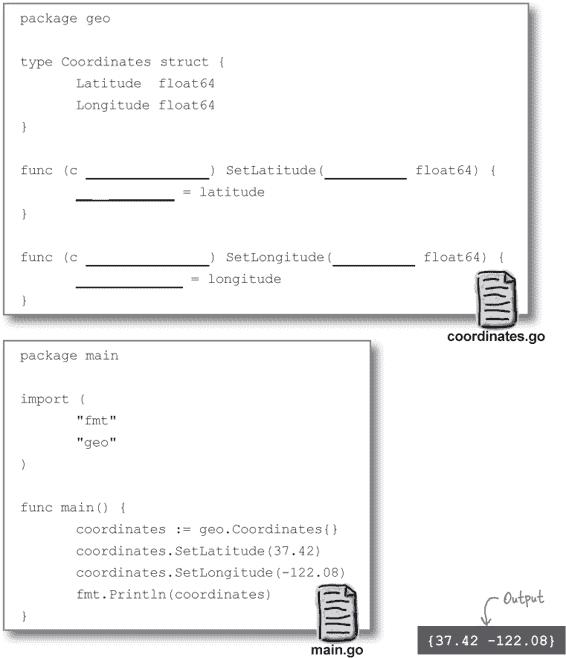 package geo
type Coordinates struct {
Latitude float64
Longitude float64
}
func (c ____________) SetLatitude(________ float64) {
__________ = latitude
}
func (c ____________) SetLongitude(________ float64) {
__________ = longitude
}
coordinates.go
package main
import (
"fmt"
"geo"
)
func main() {
coordinates := geo.Coordinates{}
coordinates.SetLatitude(37.42)
coordinates.SetLongitude(-122.08)
fmt.Println(coordinates)
}
main.go
Output
{37.42 -122.08}